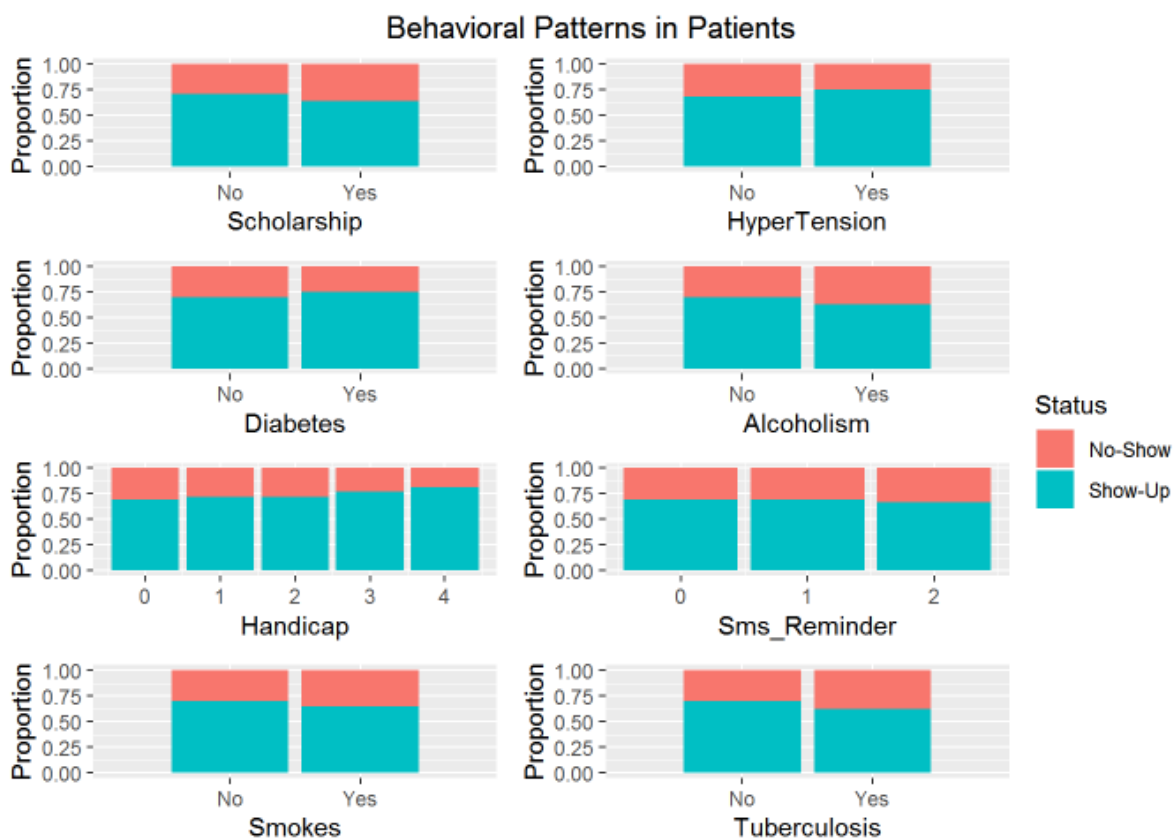 Behavioral Patterns in Patients
Proportion
1.00
0.75
0.50
0.25
0.00
No Yes
Scholarship
Proportion
1.00
0.75
0.50
0.25
0.00
No Yes
HyperTension
Proportion
1.00
0.75
0.50
0.25
0.00
No Yes
Diabetes
Proportion
1.00
0.75
0.50
0.25
0.00
No Yes
Alcoholism
Proportion
1.00
0.75
0.50
0.25
0.00
0 1 2 3 4
Handicap
Proportion
1.00
0.75
0.50
0.25
0.00
0 1 2
Sms_Reminder
Proportion
1.00
0.75
0.50
0.25
0.00
No Yes
Smokes
Proportion
1.00
0.75
0.50
0.25
0.00
No Yes
Tuberculosis
Status
No-Show
Show-Up